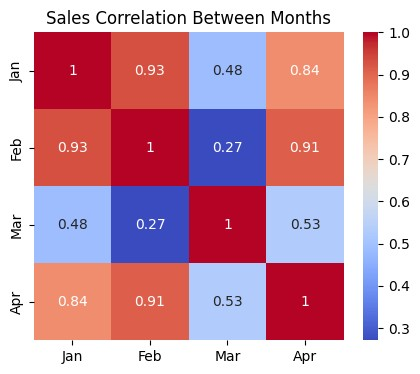 Sales Correlation Between Months
Jan 1 0.93 0.48 0.84
Feb 0.93 1 0.27 0.91
Mar 0.48 0.27 1 0.53
Apr 0.84 0.91 0.53 1
Jan Feb Mar Apr
1.0
0.9
0.8
0.7
0.6
0.5
0.4
0.3